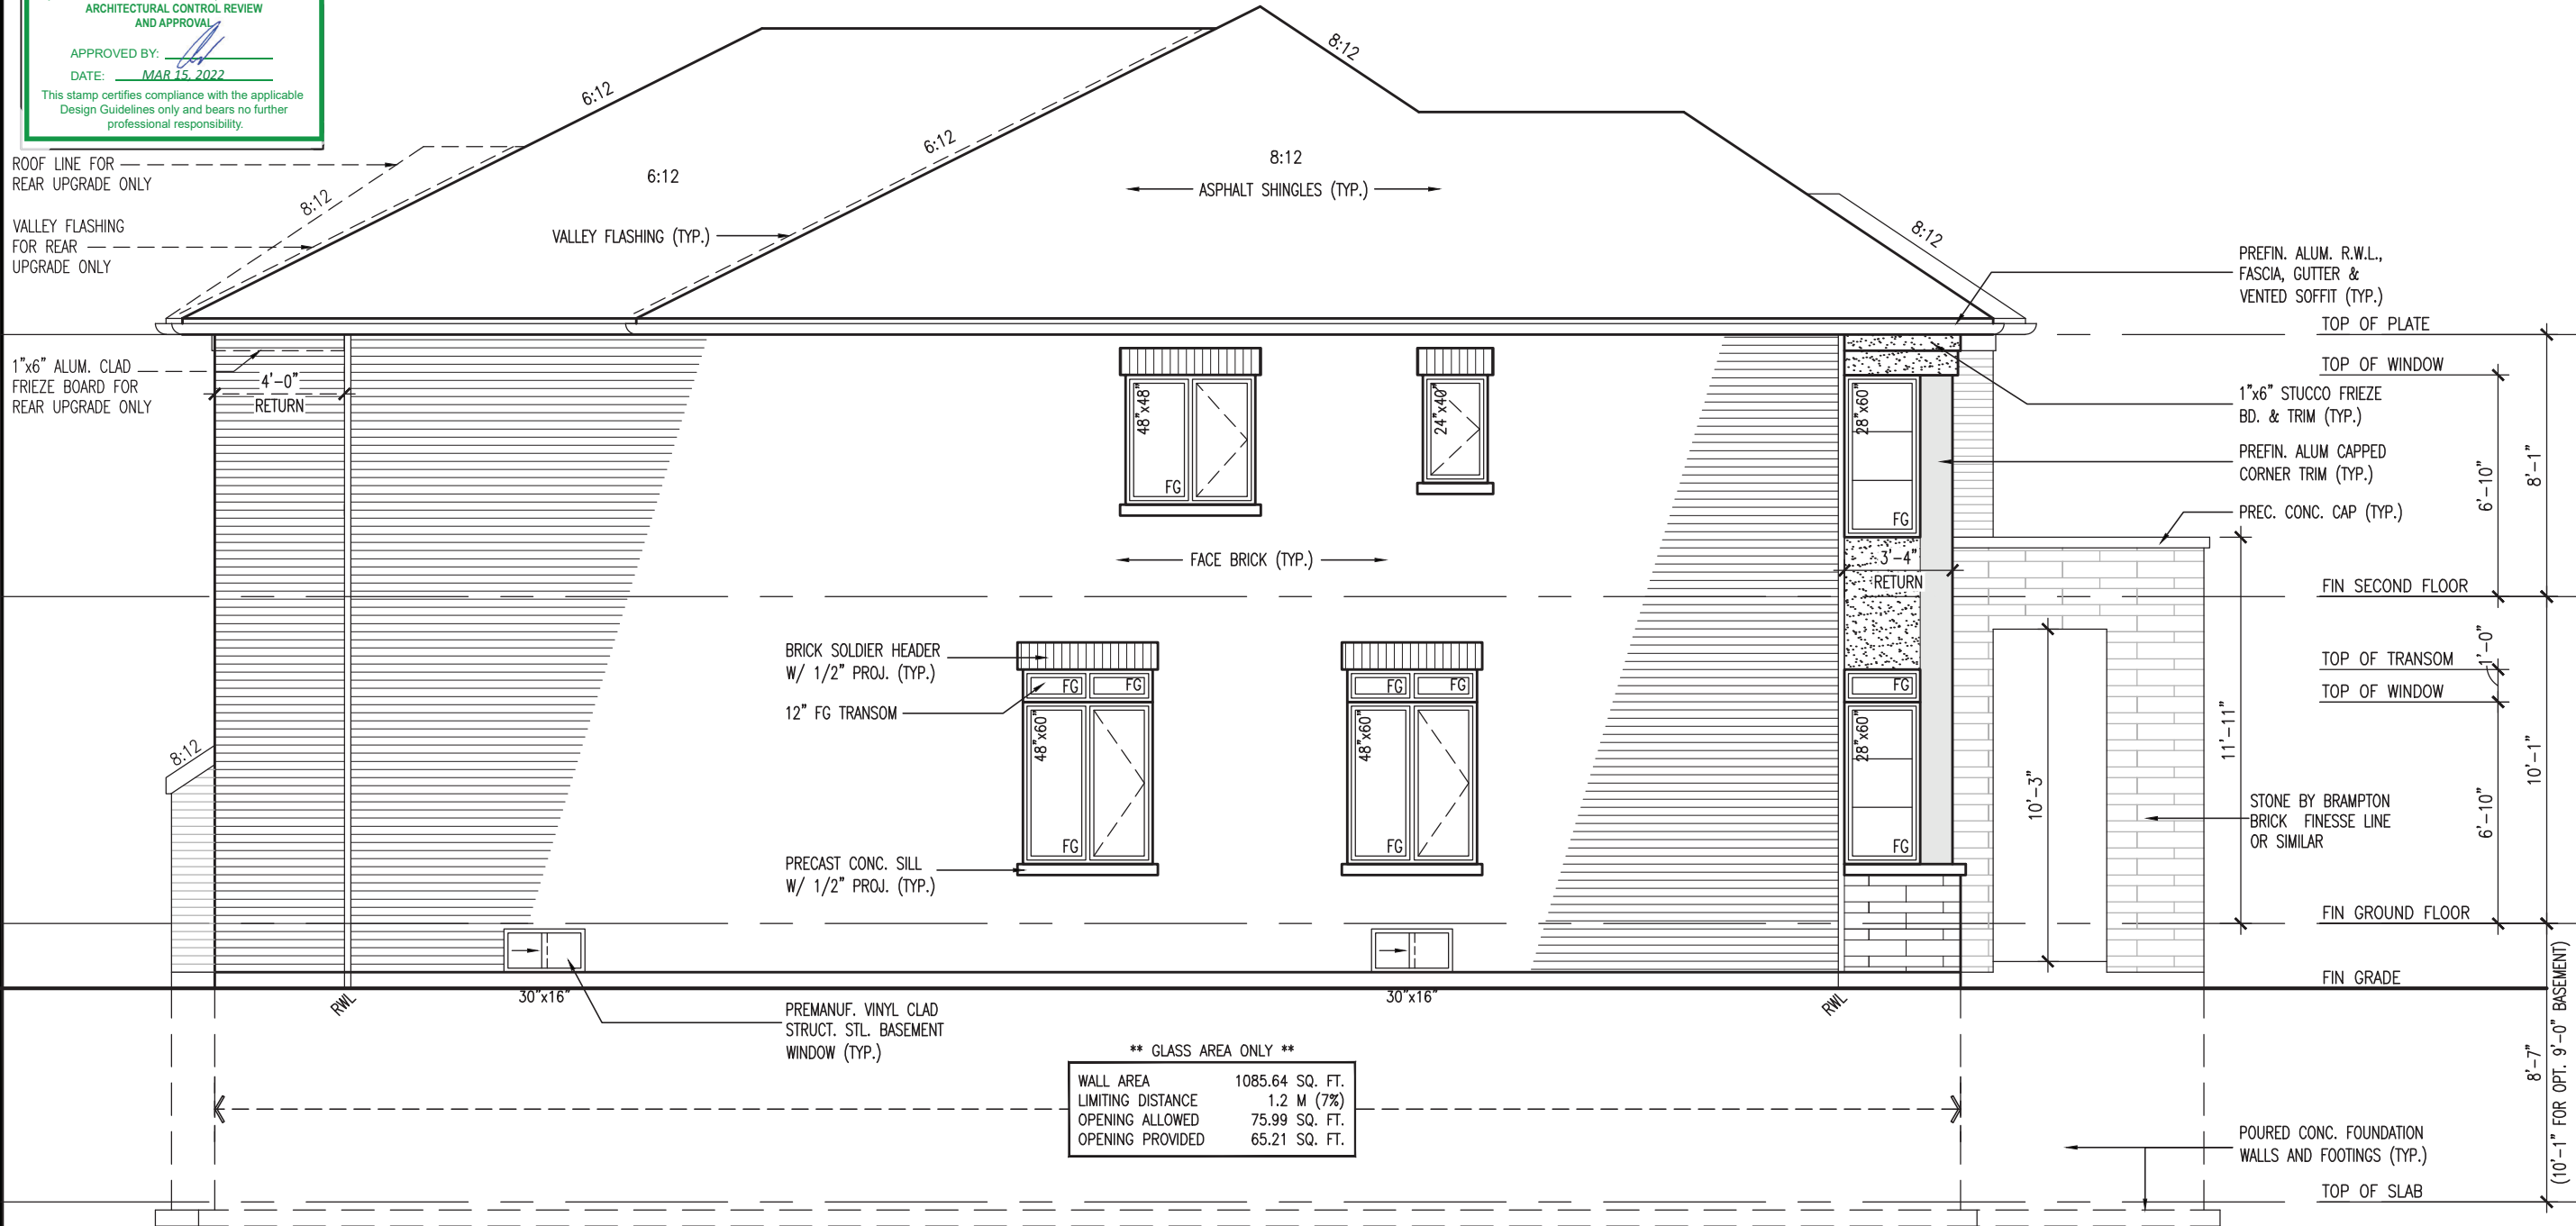 ARCHITECTURAL CONTROL REVIEW
AND APPROVAL
APPROVED BY:
DATE: MAR 15, 2022
This stamp certifies compliance with the applicable
Design Guidelines only and bears no further
professional responsibility.
ROOF LINE FOR
REAR UPGRADE ONLY
VALLEY FLASHING
FOR REAR
UPGRADE ONLY
8:12
6:12
6:12
VALLEY FLASHING (TYP.)
6:12
8:12
8:12
ASPHALT SHINGLES (TYP.)
8:12
PREFIN. ALUM. R.W.L.,
FASCIA, GUTTER &
VENTED SOFFIT (TYP.)
TOP OF PLATE
TOP OF WINDOW
1"x6" STUCCO FRIEZE
BD. & TRIM (TYP.)
PREFIN. ALUM CAPPED
CORNER TRIM (TYP.)
PREC. CONC. CAP (TYP.)
FIN SECOND FLOOR
6'-10"
8'-1"
1"x6" ALUM. CLAD
FRIEZE BOARD FOR
REAR UPGRADE ONLY
4'-0"
RETURN
48"x48"
FG
24"x40"
28"x60"
FG
FACE BRICK (TYP.)
3'-4"
RETURN
BRICK SOLDIER HEADER
W/ 1/2" PROJ. (TYP.)
12" FG TRANSOM
FG
FG
48"x60"
FG
FG
FG
48"x60"
FG
FG
28"x60"
FG
PRECAST CONC. SILL
W/ 1/2" PROJ. (TYP.)
8:12
TOP OF TRANSOM
TOP OF WINDOW
1'-0"
10'-3"
11'-11"
6'-10"
10'-1"
STONE BY BRAMPTON
BRICK FINESSE LINE
OR SIMILAR
FIN GROUND FLOOR
FIN GRADE
RWL
30"x16"
30"x16"
RWL
PREMANUF. VINYL CLAD
STRUCT. STL. BASEMENT
WINDOW (TYP.)
** GLASS AREA ONLY **
WALL AREA 1085.64 SQ. FT.
LIMITING DISTANCE 1.2 M (7%)
OPENING ALLOWED 75.99 SQ. FT.
OPENING PROVIDED 65.21 SQ. FT.
8'-7"
(10'-1" FOR OPT. 9'-0" BASEMENT)
POURED CONC. FOUNDATION
WALLS AND FOOTINGS (TYP.)
TOP OF SLAB